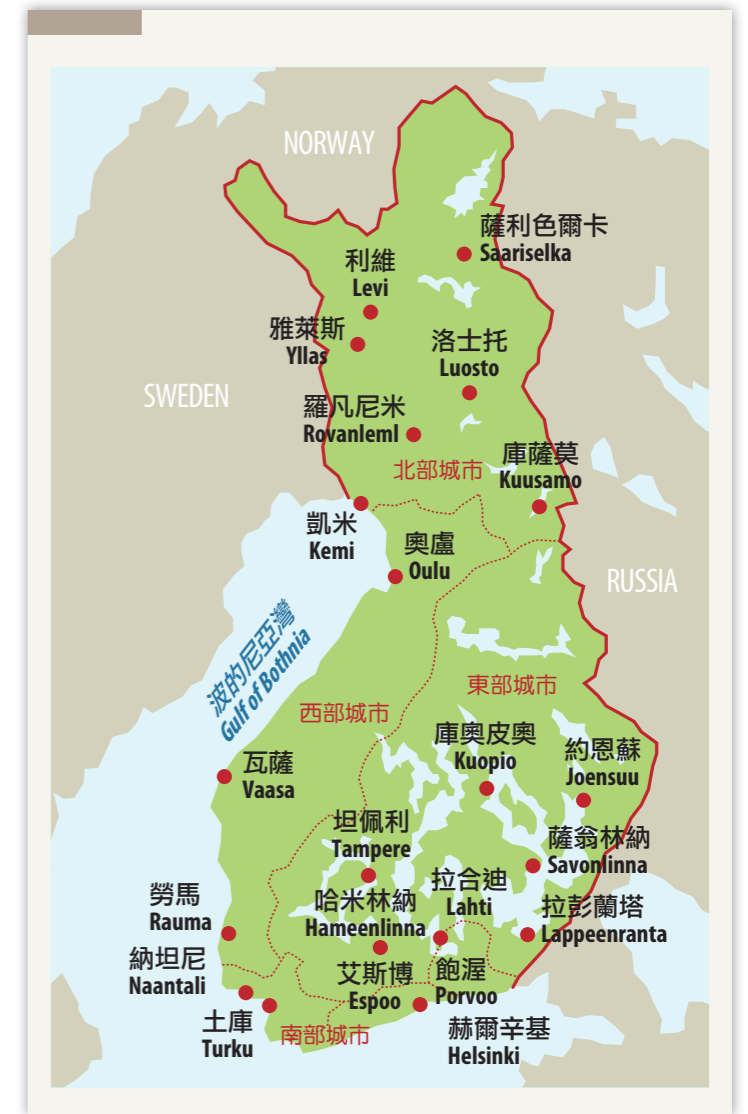 NORWAY
薩利色爾卡
Saariselka
利維
Levi
雅萊斯
Yllas
洛士托
Luosto
SWEDEN
羅凡尼米
Rovanleml
北部城市
庫薩莫
Kuusamo
凱米
Kemi
奧盧
Oulu
RUSSIA
波的尼亞灣
Gulf of Bothnia
西部城市
東部城市
庫奧皮奧
Kuopio
約恩蘇
Joensuu
瓦薩
Vaasa
坦佩利
Tampere
薩翁林納
Savonlinna
拉合迪
Lahti
勞馬
Rauma
哈米林納
Hameenlinna
拉彭蘭塔
Lappeenranta
納坦尼
Naantali
艾斯博
Espoo
飽渥
Porvoo
土庫
Turku
南部城市
赫爾辛基
Helsinki